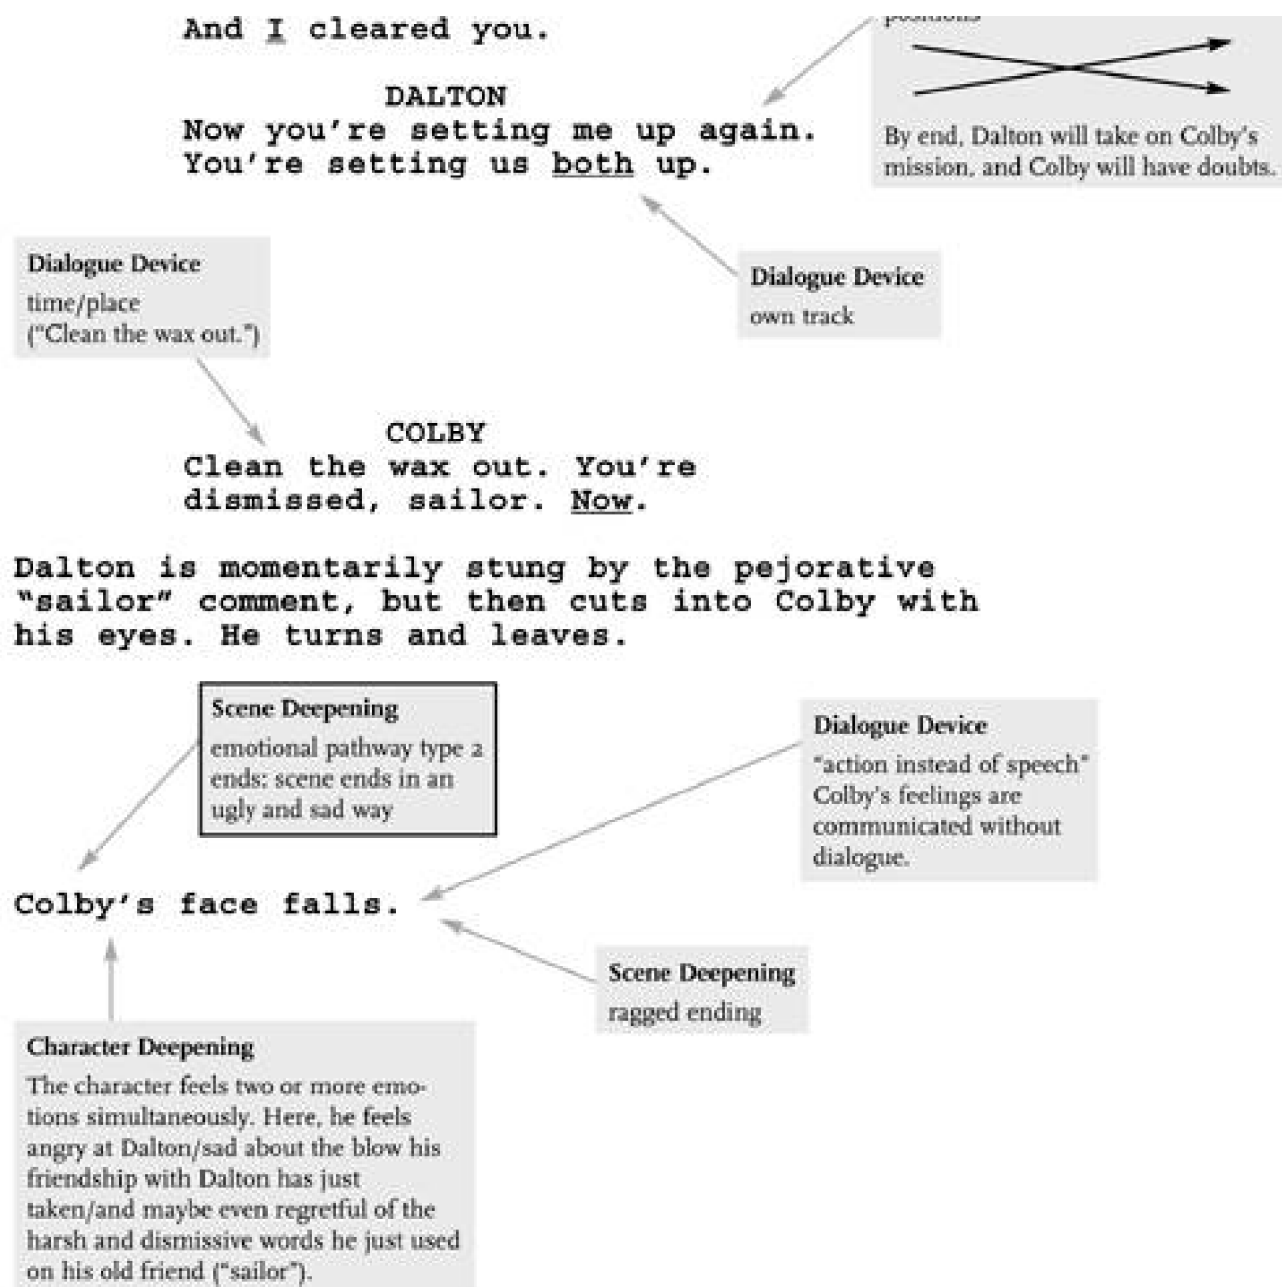 And I cleared you.
positions
DALTON
Now you're setting me up again.
You're setting us both up.
By end, Dalton will take on Colby's
mission, and Colby will have doubts.
Dialogue Device
time/place
("Clean the wax out.")
Dialogue Device
own track
COLBY
Clean the wax out. You're
dismissed, sailor. Now.
Dalton is momentarily stung by the pejorative
"sailor" comment, but then cuts into Colby with
his eyes. He turns and leaves.
Scene Deepening
emotional pathway type 2
ends; scene ends in an
ugly and sad way
Dialogue Device
"action instead of speech"
Colby's feelings are
communicated without
dialogue.
Colby's face falls.
Scene Deepening
ragged ending
Character Deepening
The character feels two or more emo-
tions simultaneously. Here, he feels
angry at Dalton/sad about the blow his
friendship with Dalton has just
taken/and maybe even regretful of the
harsh and dismissive words he just used
on his old friend ("sailor").